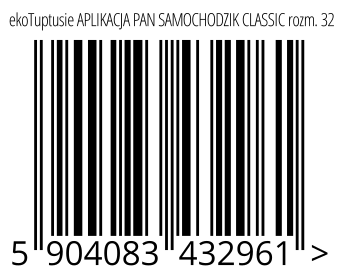 ekoTuptusie APLIKACJA PAN SAMOCHODZIK CLASSIC rozm. 32
5 904083 432961 >